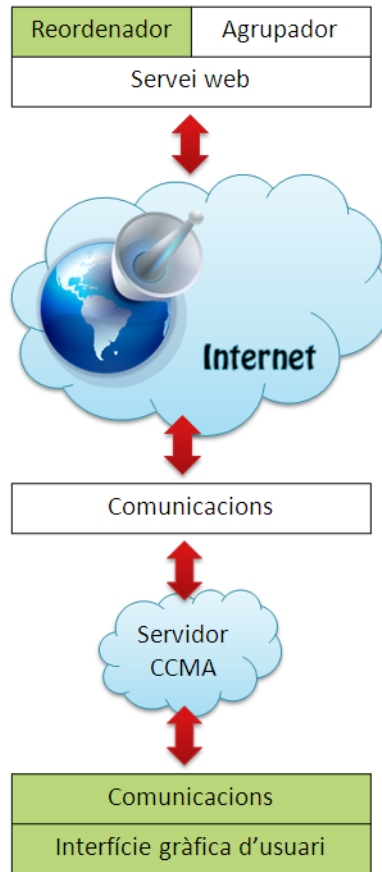 Reordenador
Agrupador
Servei web
Internet
Comunicacions
Servidor
CCMA
Comunicacions
Interfície gràfica d’usuari